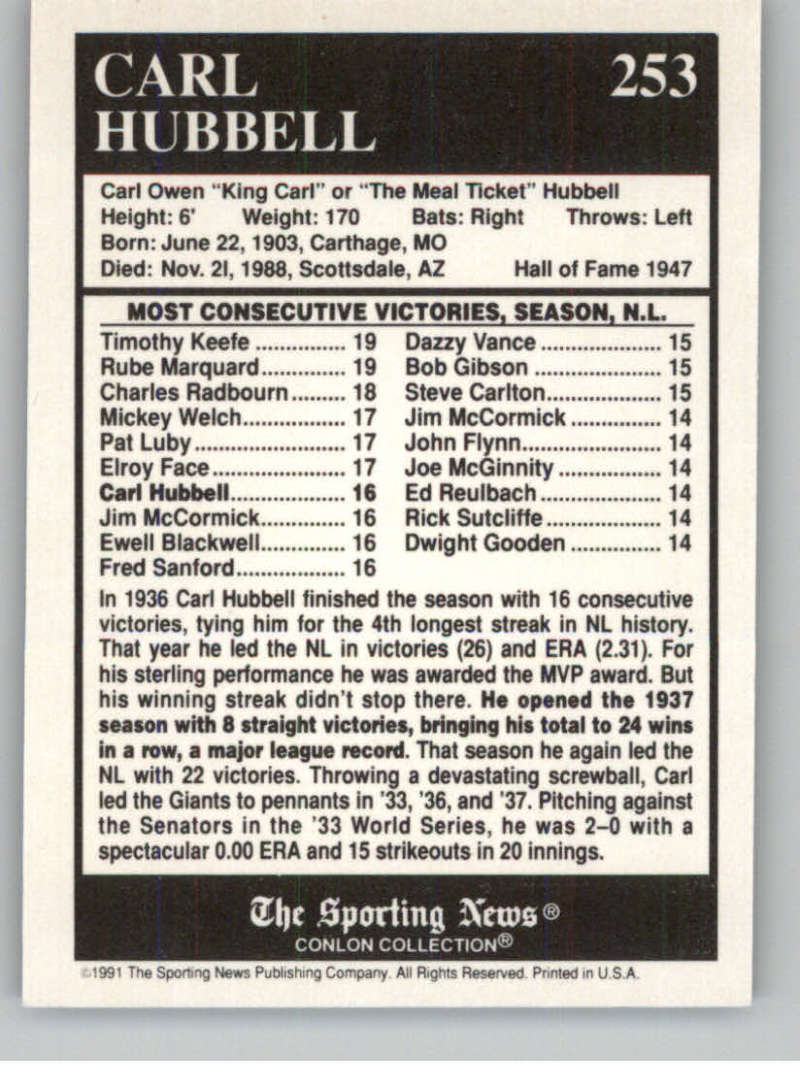 CARL 253
HUBBELL
Carl Owen “King Carl” or “The Meal Ticket” Hubbell
Height: 6' Weight: 170 Bats: Right Throws: Left
Born: June 22, 1903, Carthage, MO
Died: Nov. 21, 1988, Scottsdale, AZ Hall of Fame 1947
MOST CONSECUTIVE VICTORIES, SEASON, N.L.
Timothy Keefe ............... 19 Dazzy Vance .................... 15
Rube Marquard.............. 19 Bob Gibson ..................... 15
Charles Radbourn......... 18 Steve Carlton................... 15
Mickey Welch................. 17 Jim McCormick ............... 14
Pat Luby ......................... 17 John Flynn....................... 14
Elroy Face...................... 17 Joe McGinnity ................. 14
Carl Hubbell................... 16 Ed Reulbach .................... 14
Jim McCormick.............. 16 Rick Sutcliffe ................... 14
Ewell Blackwell.............. 16 Dwight Gooden ............... 14
Fred Sanford.................. 16
In 1936 Carl Hubbell finished the season with 16 consecutive
victories, tying him for the 4th longest streak in NL history.
That year he led the NL in victories (26) and ERA (2.31). For
his sterling performance he was awarded the MVP award. But
his winning streak didn't stop there. He opened the 1937
season with 8 straight victories, bringing his total to 24 wins
in a row, a major league record. That season he again led the
NL with 22 victories. Throwing a devastating screwball, Carl
led the Giants to pennants in '33, '36, and '37. Pitching against
the Senators in the '33 World Series, he was 2–0 with a
spectacular 0.00 ERA and 15 strikeouts in 20 innings.
The Sporting News®
CONLON COLLECTION®
©1991 The Sporting News Publishing Company. All Rights Reserved. Printed in U.S.A.